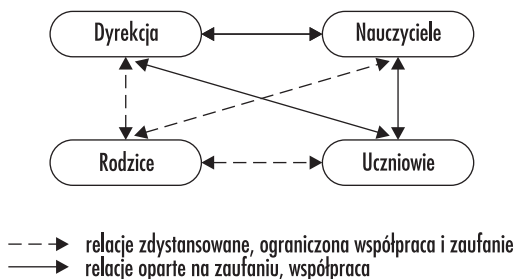 Dyrekcja
Nauczyciele
Rodzice
Uczniowie
relacje zdystansowane, ograniczona współpraca i zaufanie
relacje oparte na zaufaniu, współpraca